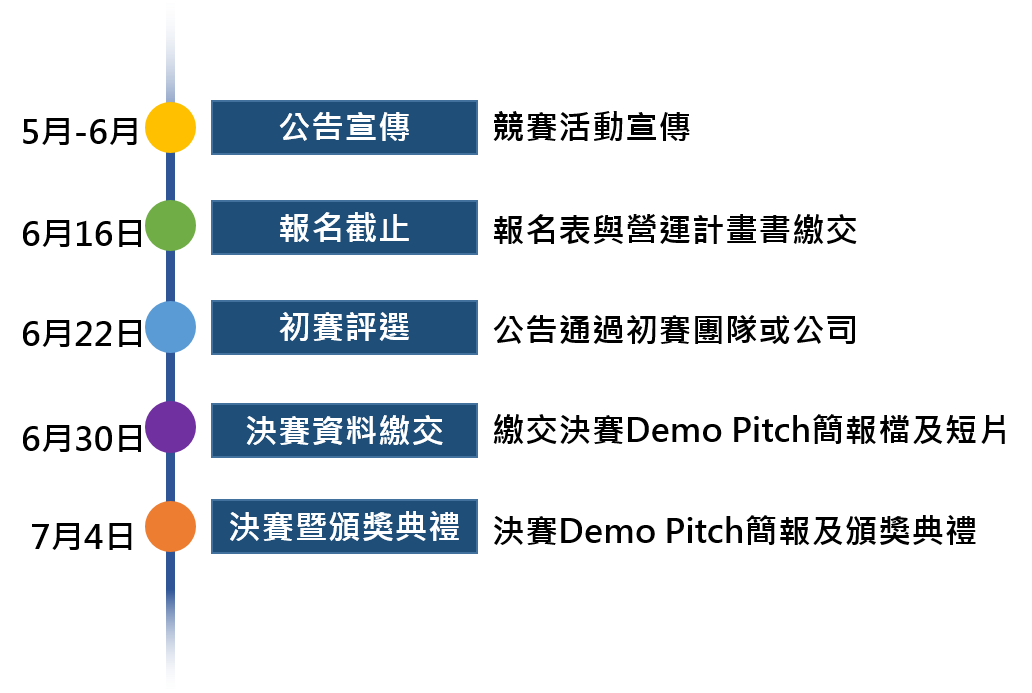 5月-6月 公告宣傳 競賽活動宣傳
6月16日 報名截止 報名表與營運計畫書繳交
6月22日 初賽評選 公告通過初賽團隊或公司
6月30日 決賽資料繳交 繳交決賽Demo Pitch簡報檔及短片
7月4日 決賽暨頒獎典禮 決賽Demo Pitch簡報及頒獎典禮